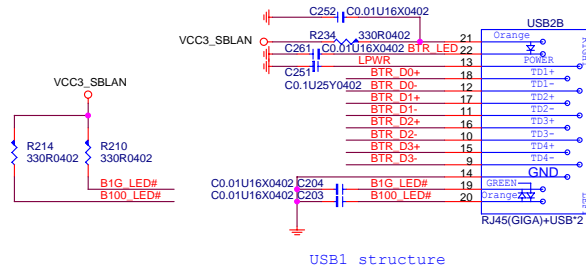 C252 C0.01U16X0402
USB2B
R234 330R0402
VCC3_SBLAN
C261 C0.01U16X0402 BTR_LED
21 Orange
22
LPWR 13 POWER
C251
C0.1U25Y0402
BTR_D0+ 18 TD1+
BTR_D0- 12 TD1-
BTR_D1+ 17 TD2+
BTR_D1- 11 TD2-
BTR_D2+ 16 TD3+
BTR_D2- 10 TD3-
BTR_D3+ 15 TD4+
BTR_D3- 9 TD4-
14 GND
VCC3_SBLAN
R214
330R0402
R210
330R0402
B1G_LED#
B100_LED#
C0.01U16X0402 C204 B1G_LED# 19 GREEN
C0.01U16X0402 C203 B100_LED# 20 Orange
RJ45(GIGA)+USB*2
USB1 structure